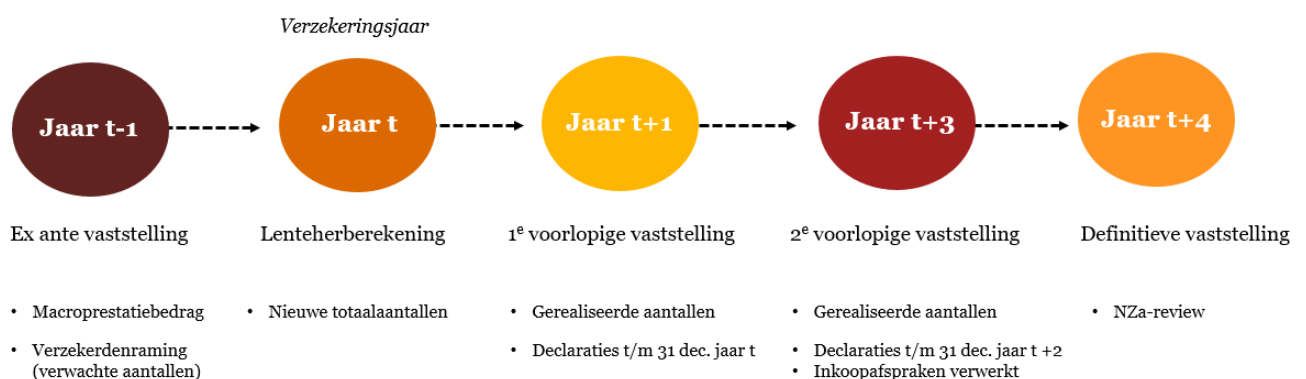 Verzekeringsjaar
Jaar t-1
Jaar t
Jaar t+1
Jaar t+3
Jaar t+4
Ex ante vaststelling
Lenteherberekening
1e voorlopige vaststelling
2e voorlopige vaststelling
Definitieve vaststelling
• Macroprestatiebedrag
• Verzekerdenraming
(verwachte aantallen)
• Nieuwe totaalaantallen
• Gerealiseerde aantallen
• Declaraties t/m 31 dec. jaar t
• Gerealiseerde aantallen
• Declaraties t/m 31 dec. jaar t +2
• Inkoopafspraken verwerkt
• NZa-review